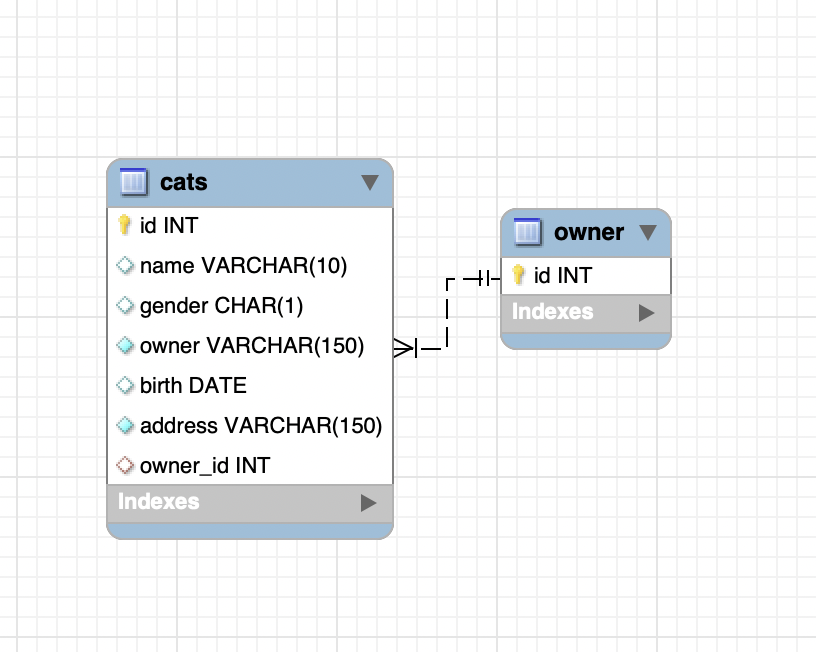 cats
id INT
name VARCHAR(10)
gender CHAR(1)
owner VARCHAR(150)
birth DATE
address VARCHAR(150)
owner_id INT
Indexes
owner
id INT
Indexes